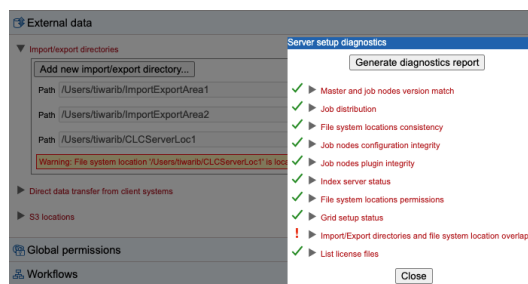 External data
Import/export directories
Add new import/export directory...
Path /Users/tiwarib/ImportExportArea1
Path /Users/tiwarib/ImportExportArea2
Path /Users/tiwarib/CLCServerLoc1
Warning: File system location '/Users/tiwarib/CLCServerLoc1' is loca
Direct data transfer from client systems
S3 locations
Global permissions
Workflows
Server setup diagnostics
Generate diagnostics report
Master and job nodes version match
Job distribution
File system locations consistency
Job nodes configuration integrity
Job nodes plugin integrity
Index server status
File system locations permissions
Grid setup status
Import/Export directories and file system location overlap
List license files
Close